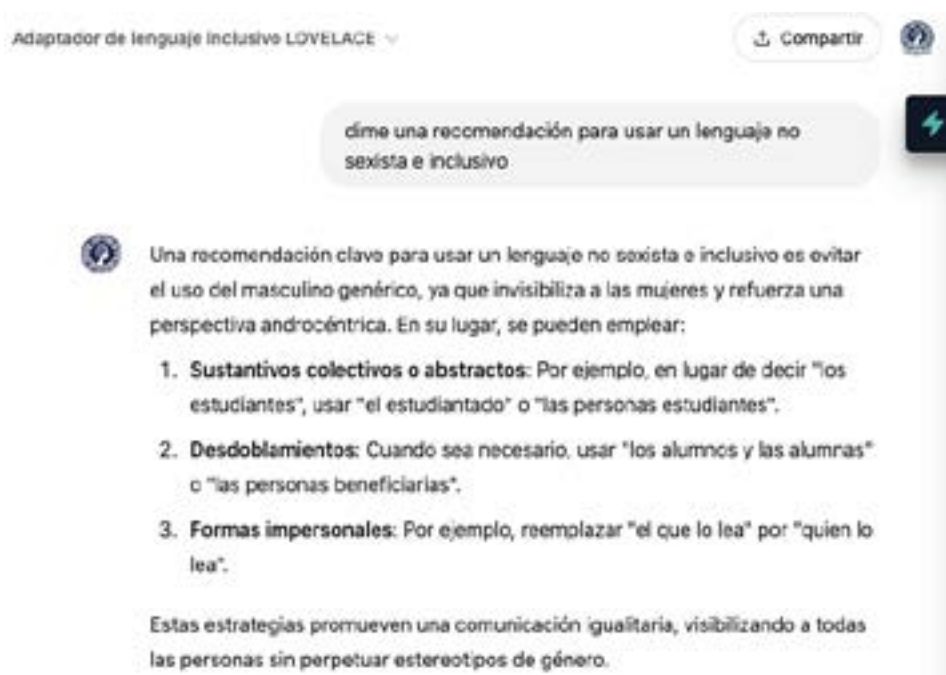 Adaptador de lenguaje inclusivo LOVELACE
Compartir
dime una recomendación para usar un lenguaje no
sexista e inclusivo
Una recomendación clave para usar un lenguaje no sexista e inclusivo es evitar
el uso del masculino genérico, ya que invisibiliza a las mujeres y refuerza una
perspectiva androcéntrica. En su lugar, se pueden emplear:
1. Sustantivos colectivos o abstractos: Por ejemplo, en lugar de decir "los
estudiantes", usar "el estudiantado" o "las personas estudiantes".
2. Desdoblamientos: Cuando sea necesario, usar "los alumnos y las alumnas"
o "las personas beneficiarias".
3. Formas impersonales: Por ejemplo, reemplazar "el que lo lea" por "quien lo
lea".
Estas estrategias promueven una comunicación igualitaria, visibilizando a todas
las personas sin perpetuar estereotipos de género.